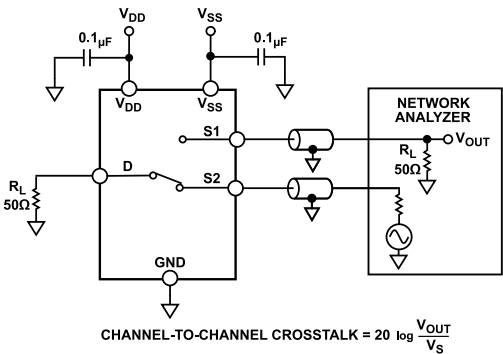 VDD
VSS
0.1µF
0.1µF
VDD
VSS
NETWORK
ANALYZER
S1
VOUT
RL
50Ω
D
S2
RL
50Ω
GND
CHANNEL-TO-CHANNEL CROSSTALK = 20 log VOUT
VS